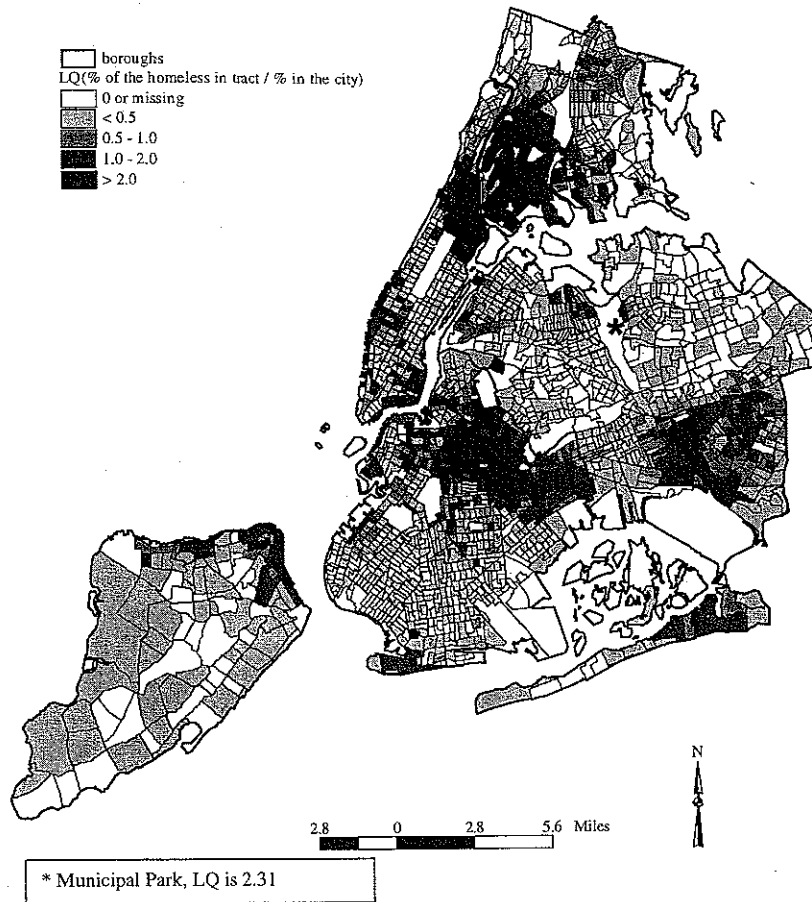 boroughs
LQ(% of the homeless in tract / % in the city)
0 or missing
< 0.5
0.5 - 1.0
1.0 - 2.0
> 2.0
*
N
2.8 0 2.8 5.6 Miles
* Municipal Park, LQ is 2.31